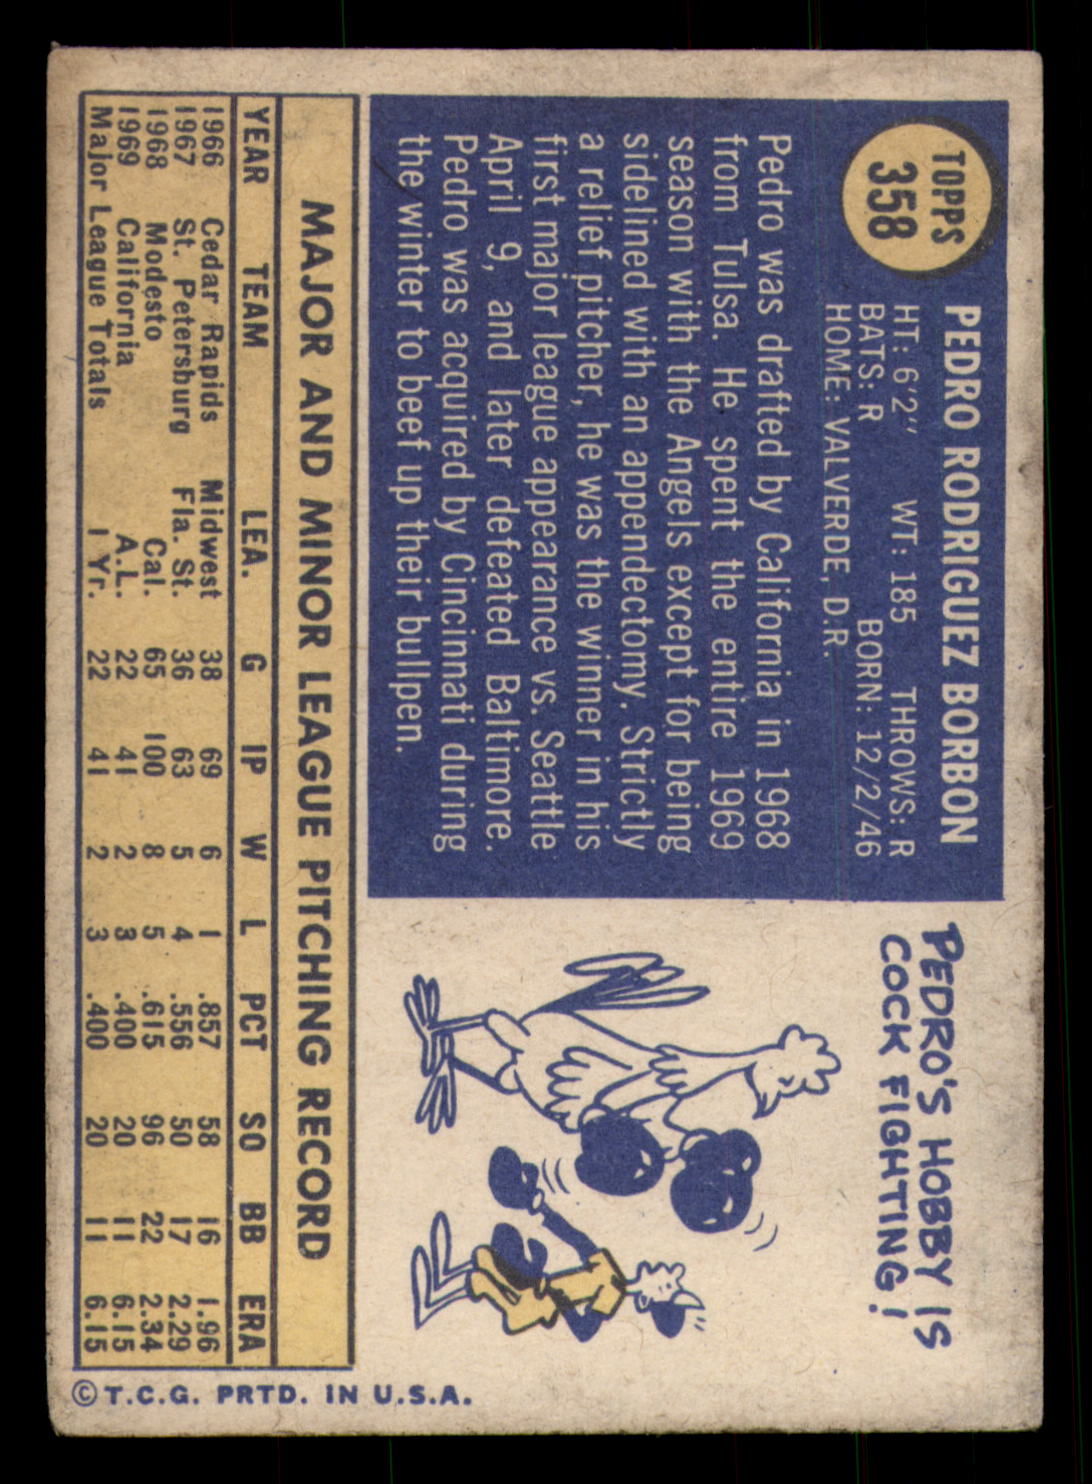 TOPPS
358
PEDRO RODRIGUEZ BORBON
HT: 6'2" WT: 185 THROWS: R
BATS: R BORN: 12/2/46
HOME: VALVERDE, D.R.
Pedro was drafted by California in 1968
from Tulsa. He spent the entire 1969
season with the Angels except for being
sidelined with an appendectomy. Strictly
a relief pitcher, he was the winner in his
first major league appearance vs. Seattle
April 9, and later defeated Baltimore.
Pedro was acquired by Cincinnati during
the winter to beef up their bullpen.
PEDRO'S HOBBY IS
COCK FIGHTING!
MAJOR AND MINOR LEAGUE PITCHING RECORD
YEAR TEAM LEA. G IP W L PCT SO BB ERA
1966 Cedar Rapids Midwest 38 69 6 1 .857 58 16 1.96
1967 St. Petersburg Fla. St. 36 63 5 4 .556 50 17 2.29
1968 Modesto Cal. 65 100 8 5 .615 96 22 2.34
1969 California A.L. 22 41 2 3 .400 20 11 6.15
Major League Totals 1 Yr. 22 41 2 3 .400 20 11 6.15
© T.C.G. PRTD. IN U.S.A.